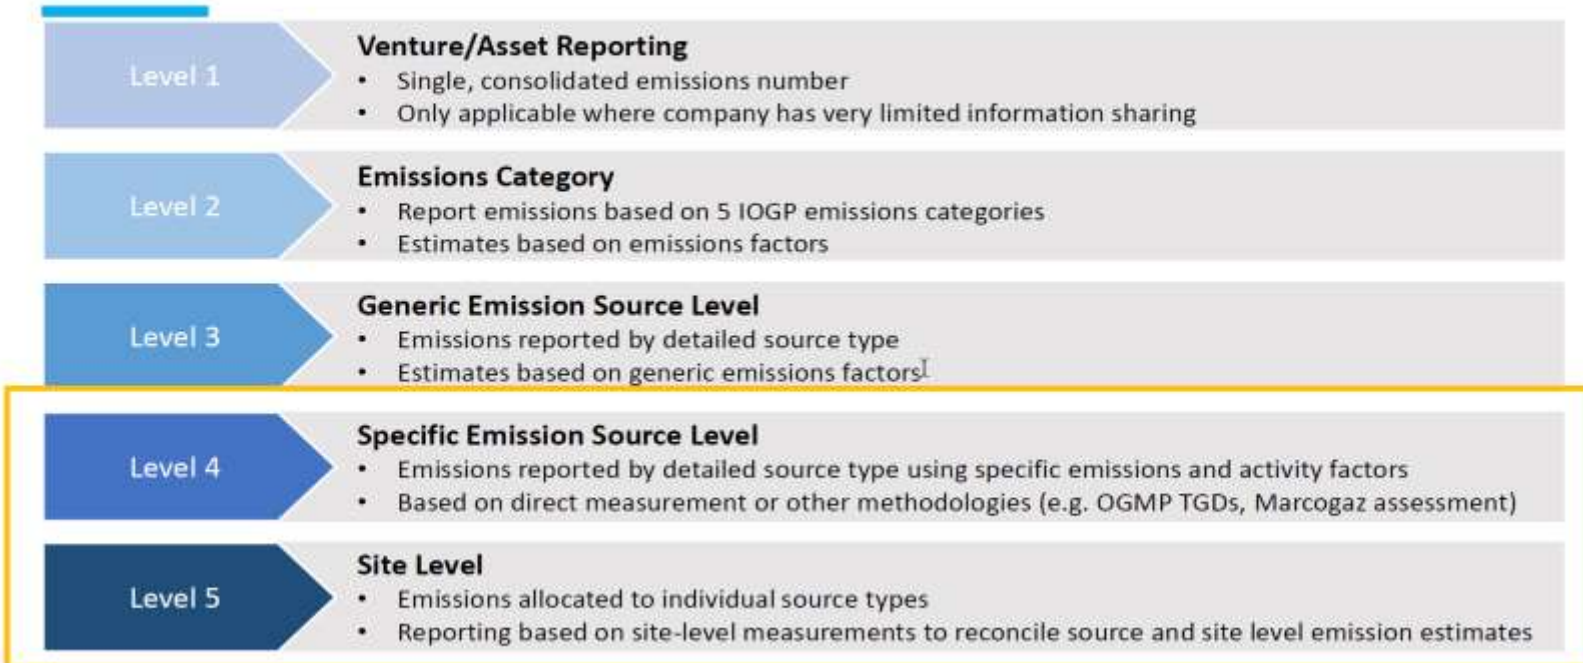 Level 1
Venture/Asset Reporting
• Single, consolidated emissions number
• Only applicable where company has very limited information sharing
Level 2
Emissions Category
• Report emissions based on 5 IOGP emissions categories
• Estimates based on emissions factors
Level 3
Generic Emission Source Level
• Emissions reported by detailed source type
• Estimates based on generic emissions factors
Level 4
Specific Emission Source Level
• Emissions reported by detailed source type using specific emissions and activity factors
• Based on direct measurement or other methodologies (e.g. OGMP TGDs, Marcogaz assessment)
Level 5
Site Level
• Emissions allocated to individual source types
• Reporting based on site-level measurements to reconcile source and site level emission estimates